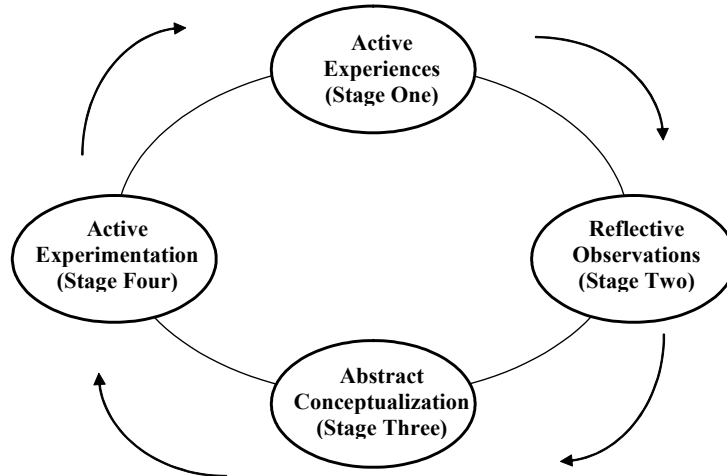 Active
Experiences
(Stage One)
Reflective
Observations
(Stage Two)
Abstract
Conceptualization
(Stage Three)
Active
Experimentation
(Stage Four)